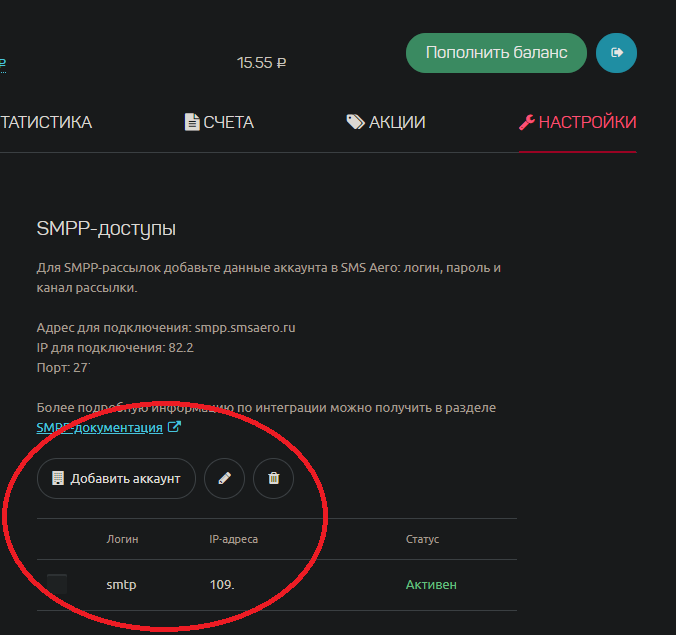 ₽
15.55 ₽
Пополнить баланс
ТАТИСТИКА
СЧЕТА
АКЦИИ
НАСТРОЙКИ
SMPP-доступы
Для SMPP-рассылок добавьте данные аккаунта в SMS Aero: логин, пароль и
канал рассылки.
Адрес для подключения: smpp.smsaero.ru
IP для подключения: 82.2
Порт: 27
Более подробную информацию по интеграции можно получить в разделе
SMPP-документация
Добавить аккаунт
Логин
IP-адреса
Статус
smtp
109.
Активен